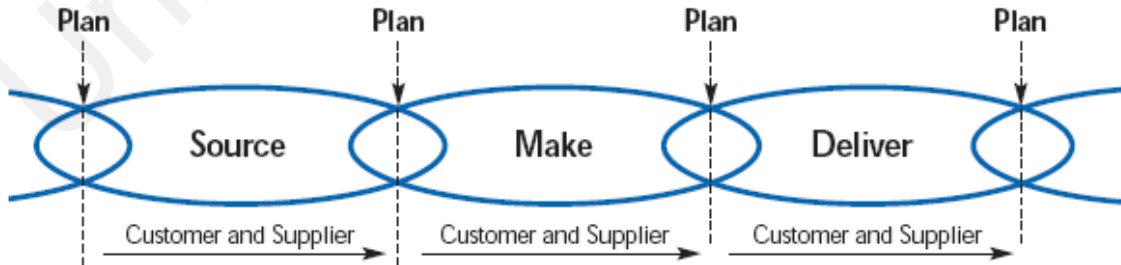 Plan Plan Plan Plan
Source Make Deliver
Customer and Supplier Customer and Supplier Customer and Supplier